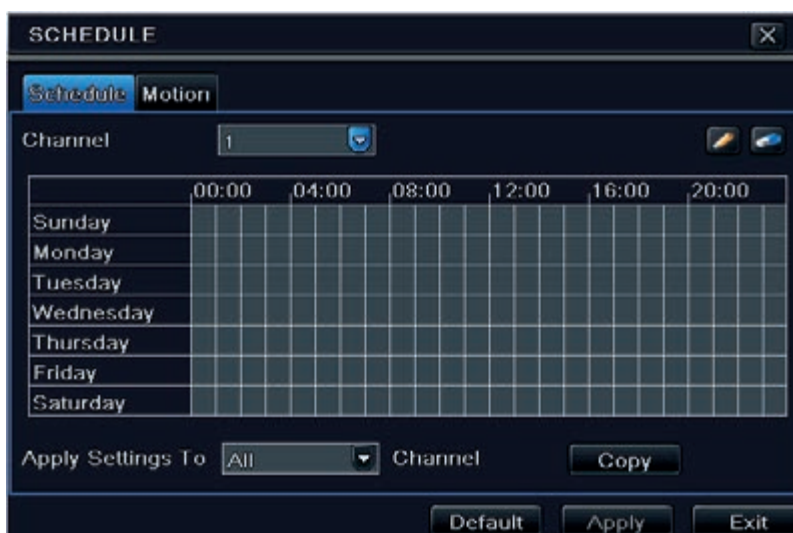 SCHEDULE
Schedule Motion
Channel 1
00:00 04:00 08:00 12:00 16:00 20:00
Sunday
Monday
Tuesday
Wednesday
Thursday
Friday
Saturday
Apply Settings To All Channel Copy
Default Apply Exit